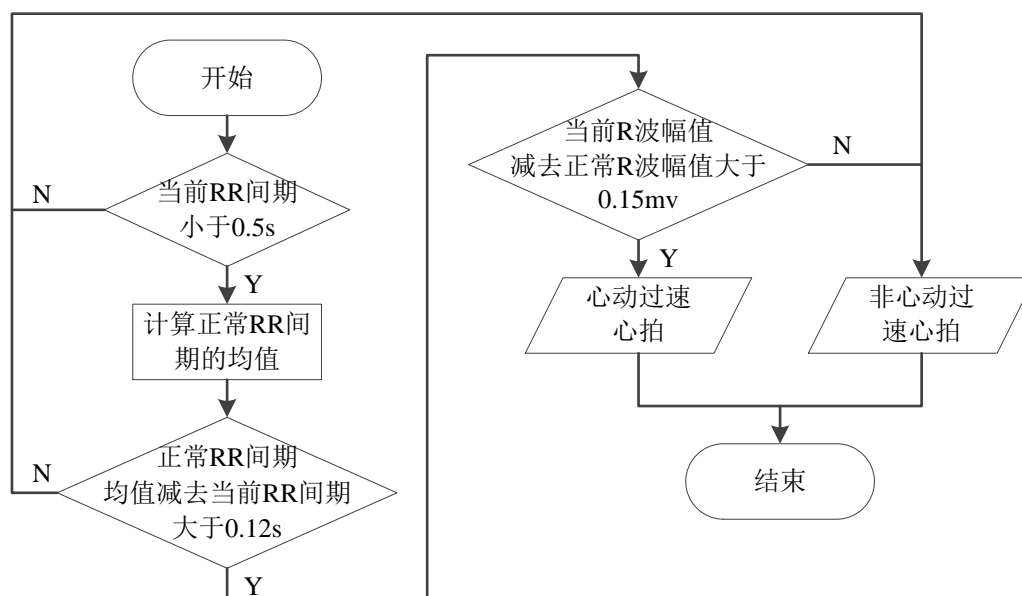 开始
当前RR间期
小于0.5s
N
Y
计算正常RR间
期的均值
正常RR间期
均值减去当前RR间期
大于0.12s
N
Y
当前R波幅值
减去正常R波幅值大于
0.15mv
N
Y
心动过速
心拍
非心动过
速心拍
结束